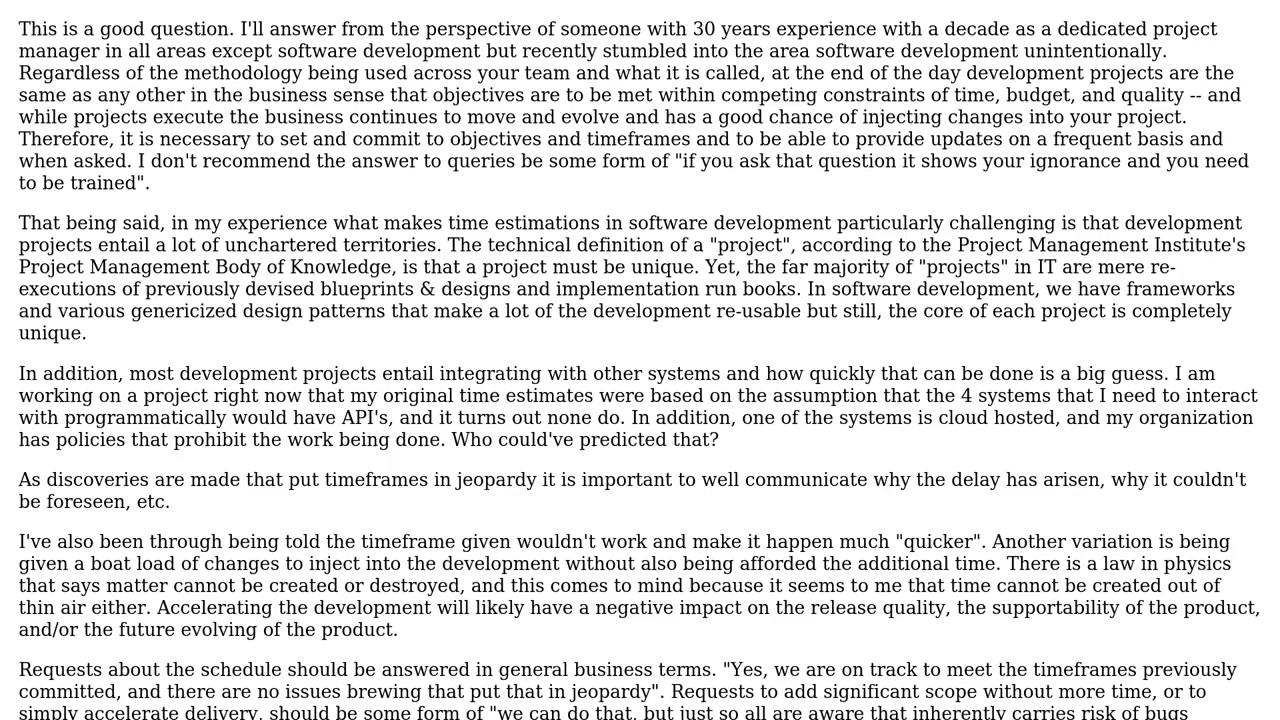 This is a good question. I'll answer from the perspective of someone with 30 years experience with a decade as a dedicated project
manager in all areas except software development but recently stumbled into the area software development unintentionally.
Regardless of the methodology being used across your team and what it is called, at the end of the day development projects are the
same as any other in the business sense that objectives are to be met within competing constraints of time, budget, and quality -- and
while projects execute the business continues to move and evolve and has a good chance of injecting changes into your project.
Therefore, it is necessary to set and commit to objectives and timeframes and to be able to provide updates on a frequent basis and
when asked. I don't recommend the answer to queries be some form of "if you ask that question it shows your ignorance and you need
to be trained".
That being said, in my experience what makes time estimations in software development particularly challenging is that development
projects entail a lot of unchartered territories. The technical definition of a "project", according to the Project Management Institute's
Project Management Body of Knowledge, is that a project must be unique. Yet, the far majority of "projects" in IT are mere re-
executions of previously devised blueprints & designs and implementation run books. In software development, we have frameworks
and various genericized design patterns that make a lot of the development re-usable but still, the core of each project is completely
unique.
In addition, most development projects entail integrating with other systems and how quickly that can be done is a big guess. I am
working on a project right now that my original time estimates were based on the assumption that the 4 systems that I need to interact
with programmatically would have API's, and it turns out none do. In addition, one of the systems is cloud hosted, and my organization
has policies that prohibit the work being done. Who could've predicted that?
As discoveries are made that put timeframes in jeopardy it is important to well communicate why the delay has arisen, why it couldn't
be foreseen, etc.
I've also been through being told the timeframe given wouldn't work and make it happen much "quicker". Another variation is being
given a boat load of changes to inject into the development without also being afforded the additional time. There is a law in physics
that says matter cannot be created or destroyed, and this comes to mind because it seems to me that time cannot be created out of
thin air either. Accelerating the development will likely have a negative impact on the release quality, the supportability of the product,
and/or the future evolving of the product.
Requests about the schedule should be answered in general business terms. "Yes, we are on track to meet the timeframes previously
committed, and there are no issues brewing that put that in jeopardy". Requests to add significant scope without more time, or to
simply accelerate delivery, should be some form of "we can do that, but just so all are aware that inherently carries risk of bugs